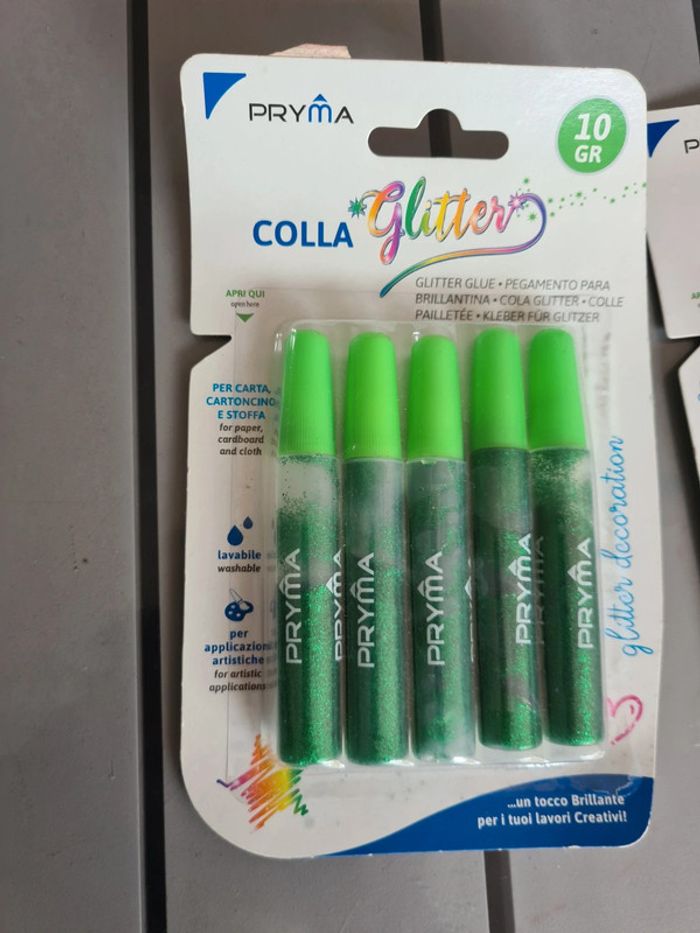 PRYMA
10
GR
COLLA Glitter
GLITTER GLUE • PEGAMENTO PARA
BRILLANTINA • COLA GLITTER • COLLE
PAILLETÉE • KLEBER FÜR GLITZER
APRI QUI
open here
PER CARTA,
CARTONCINO
E STOFFA
for paper,
cardboard
and cloth
lavabile
washable
per
applicazioni
artistiche
for artistic
applications
PRYMA
PRYMA
PRYMA
PRYMA
PRYMA
glitter decoration
...un tocco Brillante
per i tuoi lavori Creativi!
P